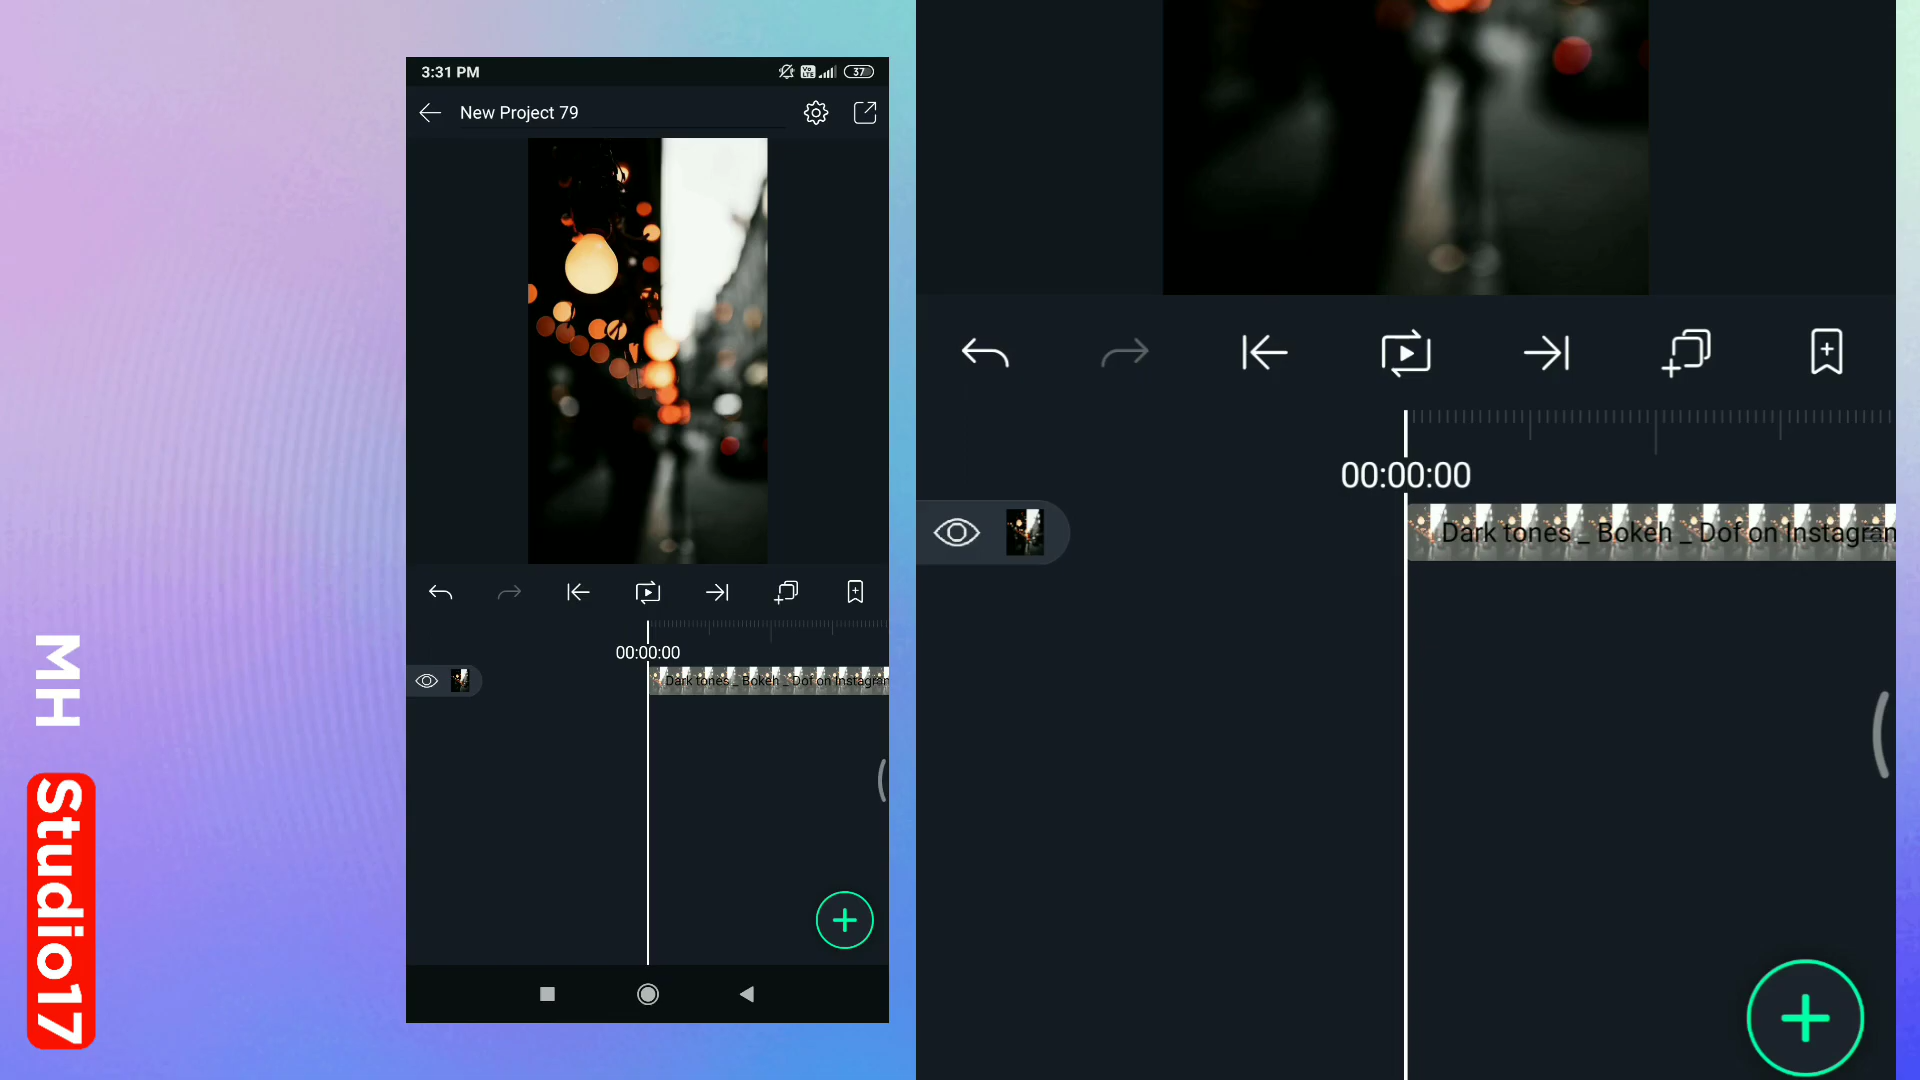 3:31 PM
37
New Project 79
00:00:00
Dark tones _ Bokeh _ Dof on Instagram
00:00:00
Dark tones _ Bokeh _ Dof on Instagram
MH
Studio17